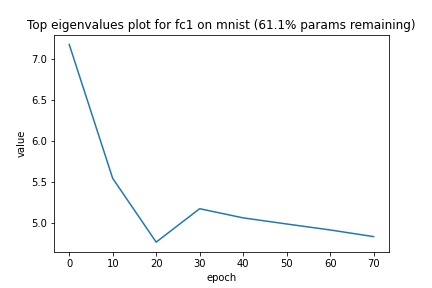 Top eigenvalues plot for fc1 on mnist (61.1% params remaining)
7.0
6.5
6.0
5.5
5.0
value
0 10 20 30 40 50 60 70
epoch